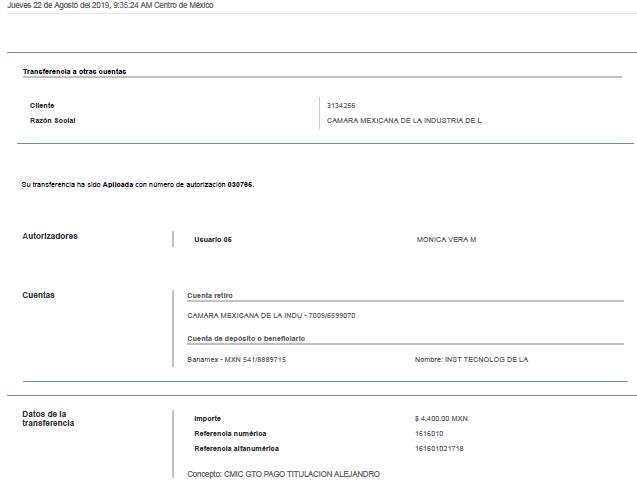 Jueves 22 de Agosto del 2019, 9:35:24 AM Centro de México
Transferencia a otras cuentas
Cliente 3134256
Razón Social CAMARA MEXICANA DE LA INDUSTRIA DE L
Su transferencia ha sido Aplicada con número de autorización 030765.
Autorizadores Usuario 06 MONICA VERA M
Cuentas Cuenta retiro
CAMARA MEXICANA DE LA INDU - 7009/6599070
Cuenta de depósito o beneficiario
Banamex - MXN 541/8889715 Nombre: INST TECNOLOG DE LA
Datos de la
transferencia
Importe $ 4,400.00 MXN
Referencia numérica 1616010
Referencia alfanumérica 161601021718
Concepto: CMIC GTO PAGO TITULACION ALEJANDRO